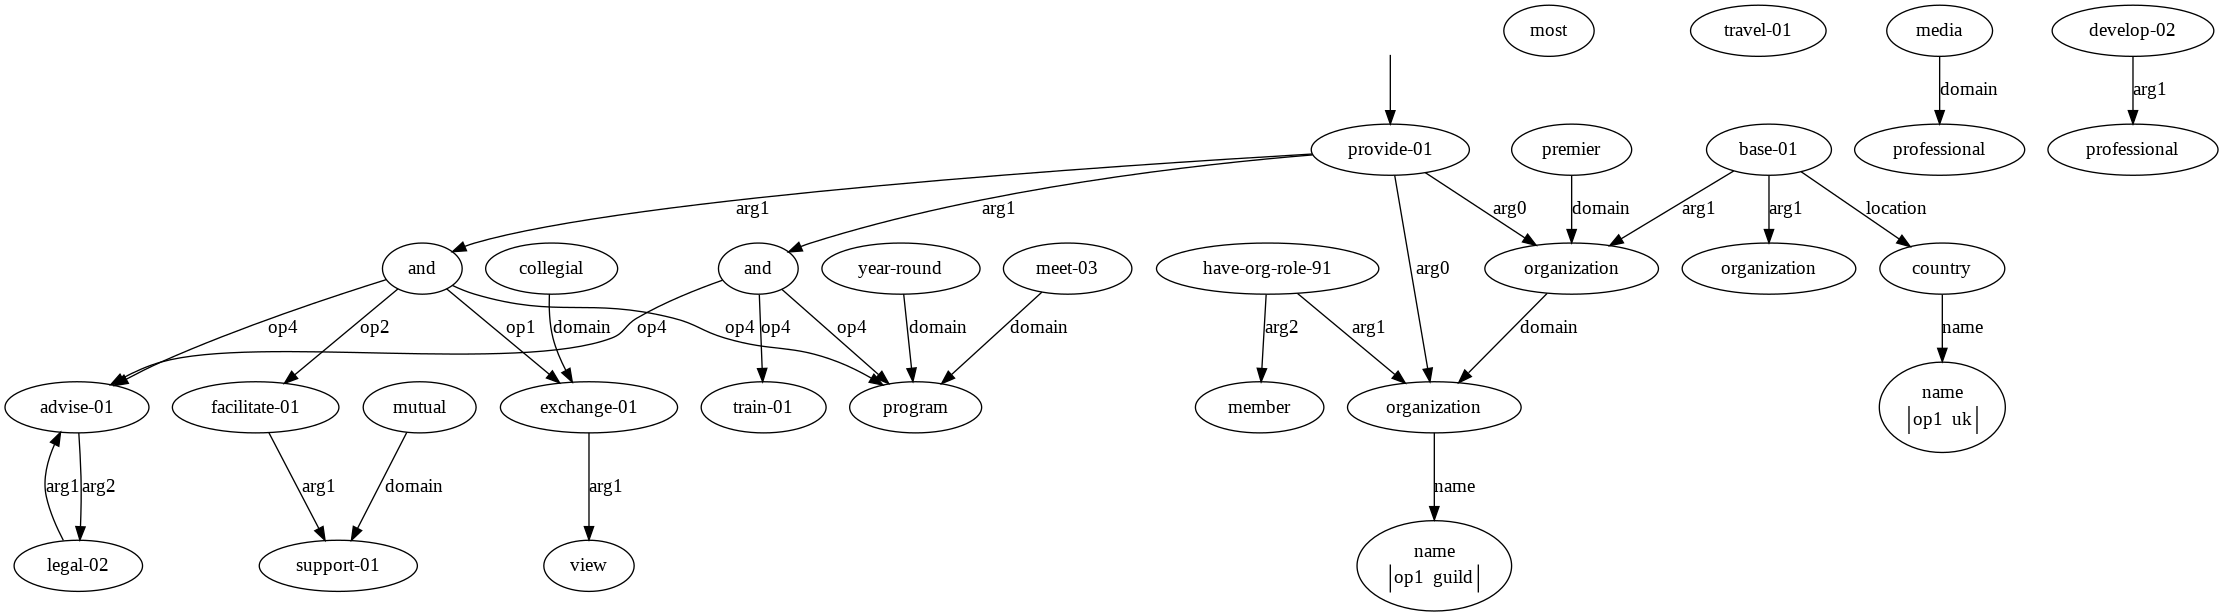 most
travel-01
media
develop-02
domain
arg1
provide-01
premier
base-01
professional
professional
arg1
arg1
arg0
domain
arg1
arg1
location
and
collegial
and
year-round
meet-03
have-org-role-91
arg0
organization
organization
country
op4
op2
op1
domain
op4
op4
op4
op4
domain
domain
arg2
arg1
domain
name
advise-01
facilitate-01
mutual
exchange-01
train-01
program
member
organization
name
op1 uk
arg1
arg2
arg1
domain
arg1
name
legal-02
support-01
view
name
op1 guild